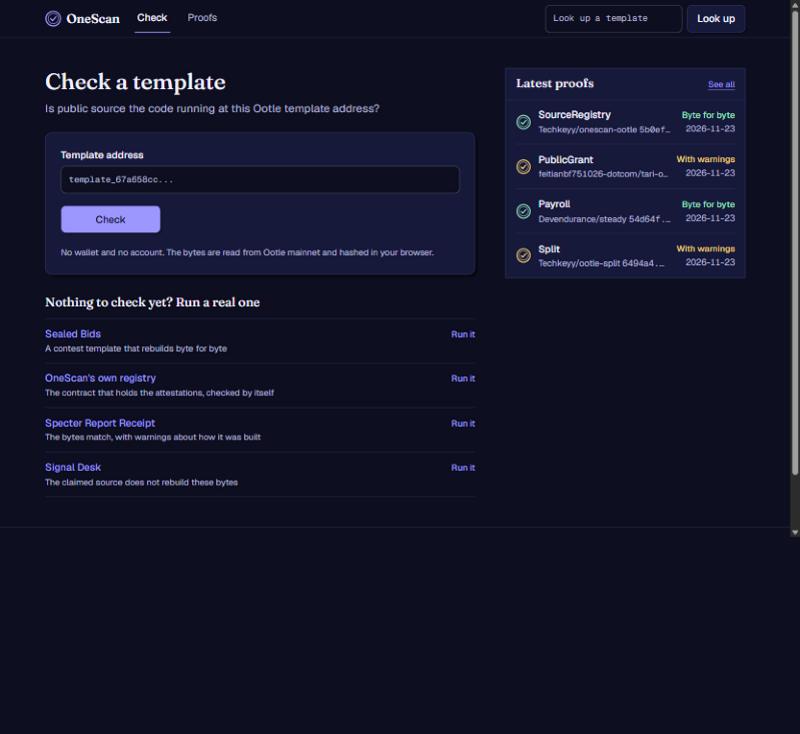 OneScan
Check
Proofs
Look up a template
Look up
Check a template
Is public source the code running at this Ootle template address?
Template address
template_67a658cc...
Check
No wallet and no account. The bytes are read from Ootle mainnet and hashed in your browser.
Nothing to check yet? Run a real one
Sealed Bids
Run it
A contest template that rebuilds byte for byte
OneScan's own registry
Run it
The contract that holds the attestations, checked by itself
Specter Report Receipt
Run it
The bytes match, with warnings about how it was built
Signal Desk
Run it
The claimed source does not rebuild these bytes
Latest proofs
See all
SourceRegistry
Byte for byte
Techkeyy/onescan-ootle 5b0ef...
2026-11-23
PublicGrant
With warnings
feitianbf751026-dotcom/tari-o...
2026-11-23
Payroll
Byte for byte
Devendurance/steady 54d64f...
2026-11-23
Split
With warnings
Techkeyy/ootle-split 6494a4...
2026-11-23